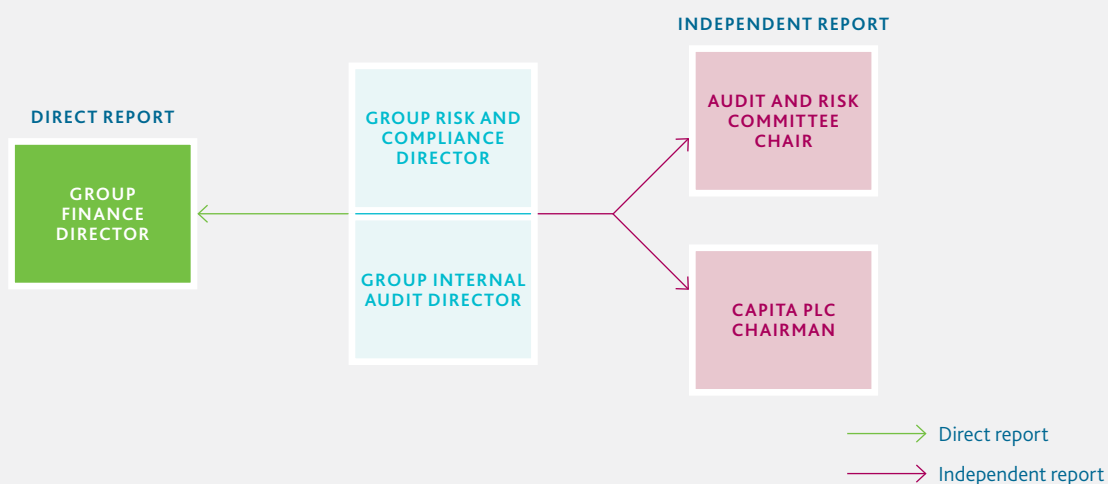 DIRECT REPORT
GROUP
FINANCE
DIRECTOR
GROUP RISK AND
COMPLIANCE
DIRECTOR
GROUP INTERNAL
AUDIT DIRECTOR
INDEPENDENT REPORT
AUDIT AND RISK
COMMITTEE
CHAIR
CAPITA PLC
CHAIRMAN
Direct report
Independent report